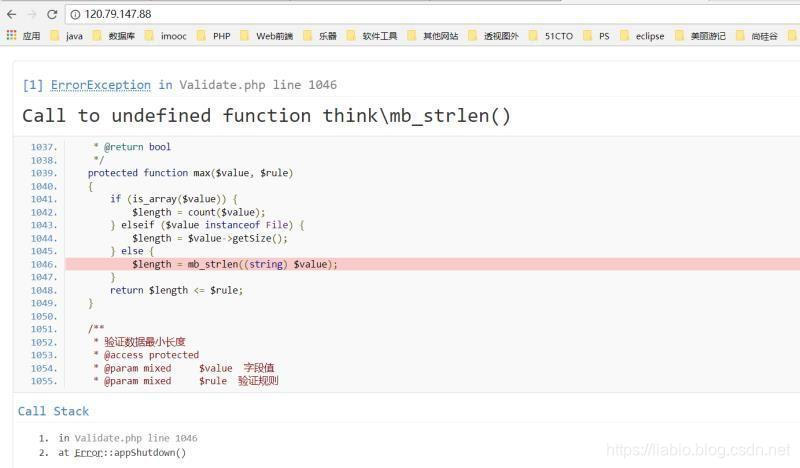 120.79.147.88
应用 java 数据库 imooc PHP Web前端 乐器 软件工具 其他网站 透视图外 51CTO PS eclipse 美丽游记 尚硅谷
[1] ErrorException in Validate.php line 1046
Call to undefined function think\mb_strlen()
1037. * @return bool
1038. */
1039. protected function max($value, $rule)
1040. {
1041. if (is_array($value)) {
1042. $length = count($value);
1043. } elseif ($value instanceof File) {
1044. $length = $value->getSize();
1045. } else {
1046. $length = mb_strlen((string) $value);
1047. }
1048. return $length <= $rule;
1049. }
1050.
1051. /**
1052. * 验证数据最小长度
1053. * @access protected
1054. * @param mixed $value 字段值
1055. * @param mixed $rule 验证规则
Call Stack
1. in Validate.php line 1046
2. at Error::appShutdown()
https://liabio.blog.csdn.net